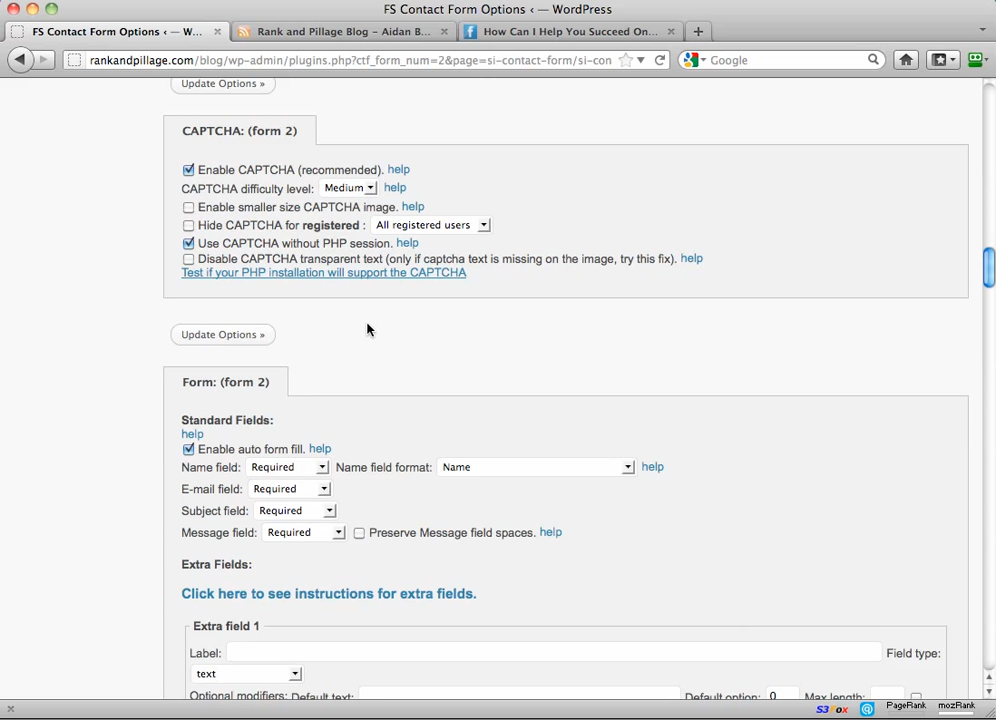 FS Contact Form Options ‹ — WordPress
FS Contact Form Options ‹ — W...
Rank and Pillage Blog – Aidan B...
How Can I Help You Succeed On...
rankandpillage.com/blog/wp-admin/plugins.php?ctf_form_num=2&page=si-contact-form/si-con
Google
Update Options »
CAPTCHA: (form 2)
Enable CAPTCHA (recommended). help
CAPTCHA difficulty level: Medium help
Enable smaller size CAPTCHA image. help
Hide CAPTCHA for registered : All registered users
Use CAPTCHA without PHP session. help
Disable CAPTCHA transparent text (only if captcha text is missing on the image, try this fix). help
Test if your PHP installation will support the CAPTCHA
Update Options »
Form: (form 2)
Standard Fields:
help
Enable auto form fill. help
Name field: Required Name field format: Name help
E-mail field: Required
Subject field: Required
Message field: Required Preserve Message field spaces. help
Extra Fields:
Click here to see instructions for extra fields.
Extra field 1
Label: Field type:
text
Optional modifiers: Default text: Default option: 0 Max length:
S3Fox @ PageRank mozRank